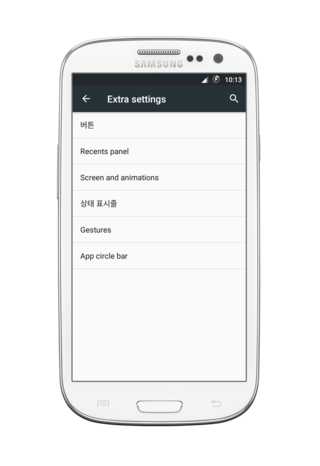 SAMSUNG
10:13
Extra settings
버튼
Recents panel
Screen and animations
상태 표시줄
Gestures
App circle bar